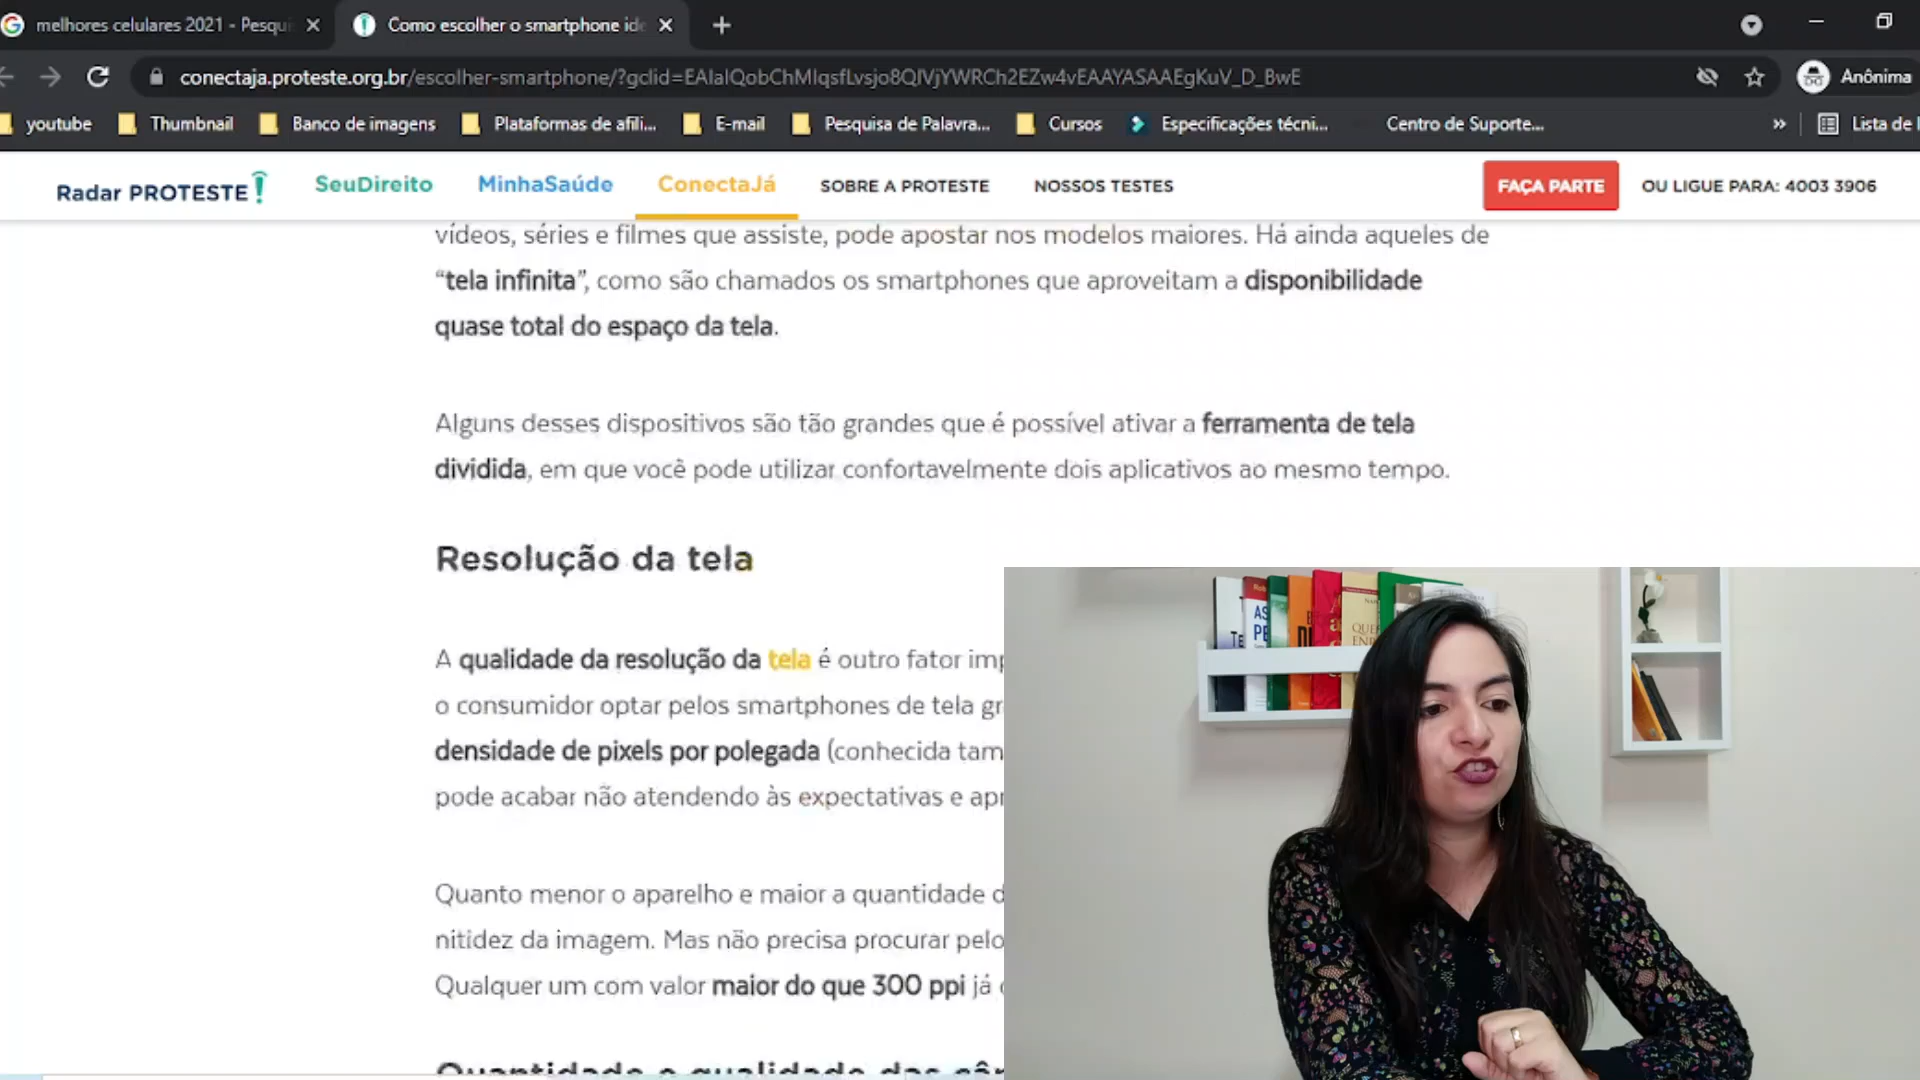 melhores celulares 2021 - Pesqui
Como escolher o smartphone ide
conectaja.proteste.org.br/escolher-smartphone/?gclid=EAIaIQobChMIqsfLvsjo8QIVjYWRCh2EZw4vEAAYASAAEgKuV_D_BwE
Anônima
youtube Thumbnail Banco de imagens Plataformas de afili... E-mail Pesquisa de Palavra... Cursos Especificações técni... Centro de Suporte... » Lista de
Radar PROTESTE SeuDireito MinhaSaúde ConectaJá SOBRE A PROTESTE NOSSOS TESTES FAÇA PARTE OU LIGUE PARA: 4003 3906
vídeos, séries e filmes que assiste, pode apostar nos modelos maiores. Há ainda aqueles de
“tela infinita”, como são chamados os smartphones que aproveitam a disponibilidade
quase total do espaço da tela.
Alguns desses dispositivos são tão grandes que é possível ativar a ferramenta de tela
dividida, em que você pode utilizar confortavelmente dois aplicativos ao mesmo tempo.
Resolução da tela
A qualidade da resolução da tela é outro fator imp
o consumidor optar pelos smartphones de tela gr
densidade de pixels por polegada (conhecida tam
pode acabar não atendendo às expectativas e apr
Quanto menor o aparelho e maior a quantidade d
nitidez da imagem. Mas não precisa procurar pelo
Qualquer um com valor maior do que 300 ppi já
Quantidade e qualidade das câ